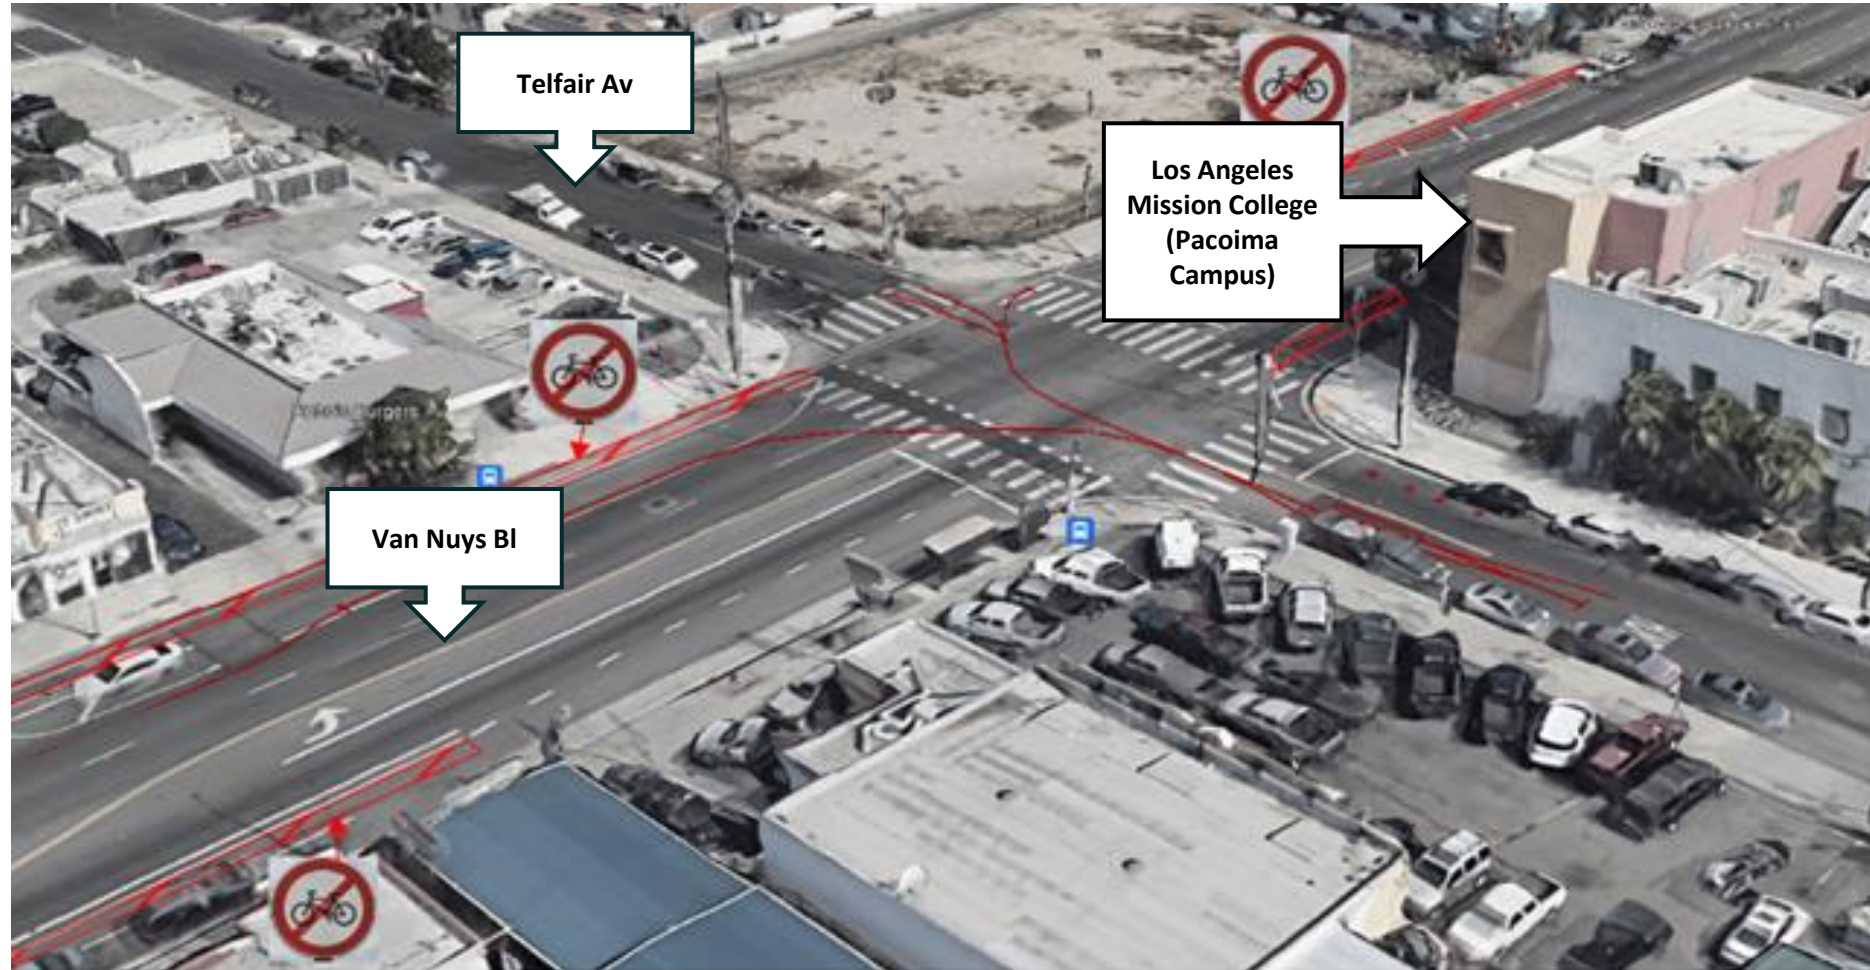 Telfair Av
Los Angeles
Mission College
(Pacoima
Campus)
Van Nuys Bl